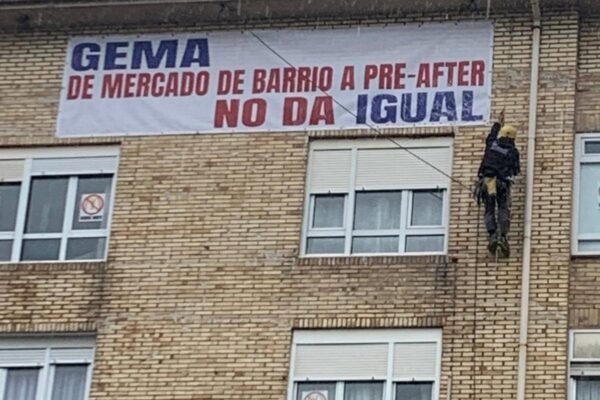 GEMA
DE MERCADO DE BARRIO A PRE-AFTER
NO DA IGUAL